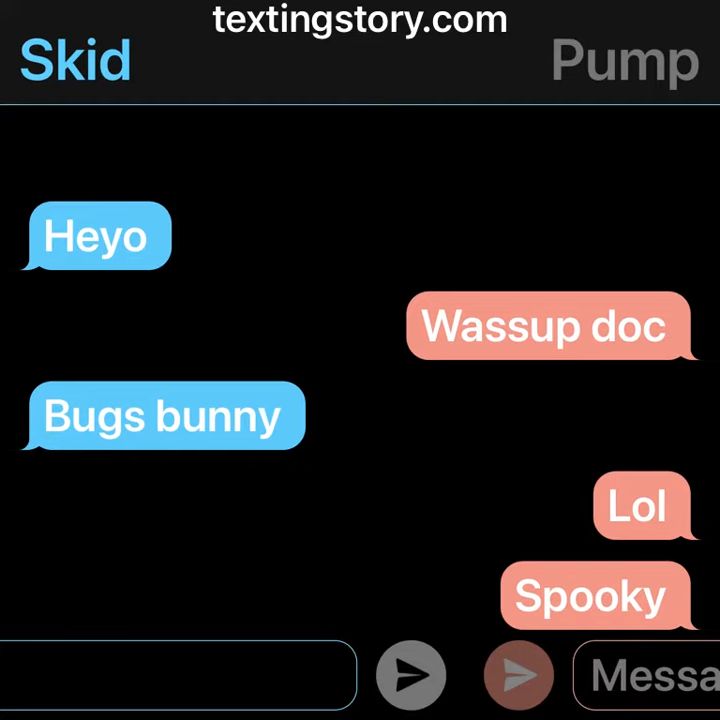 textingstory.com
Skid
Pump
Heyo
Wassup doc
Bugs bunny
Lol
Spooky
Messa